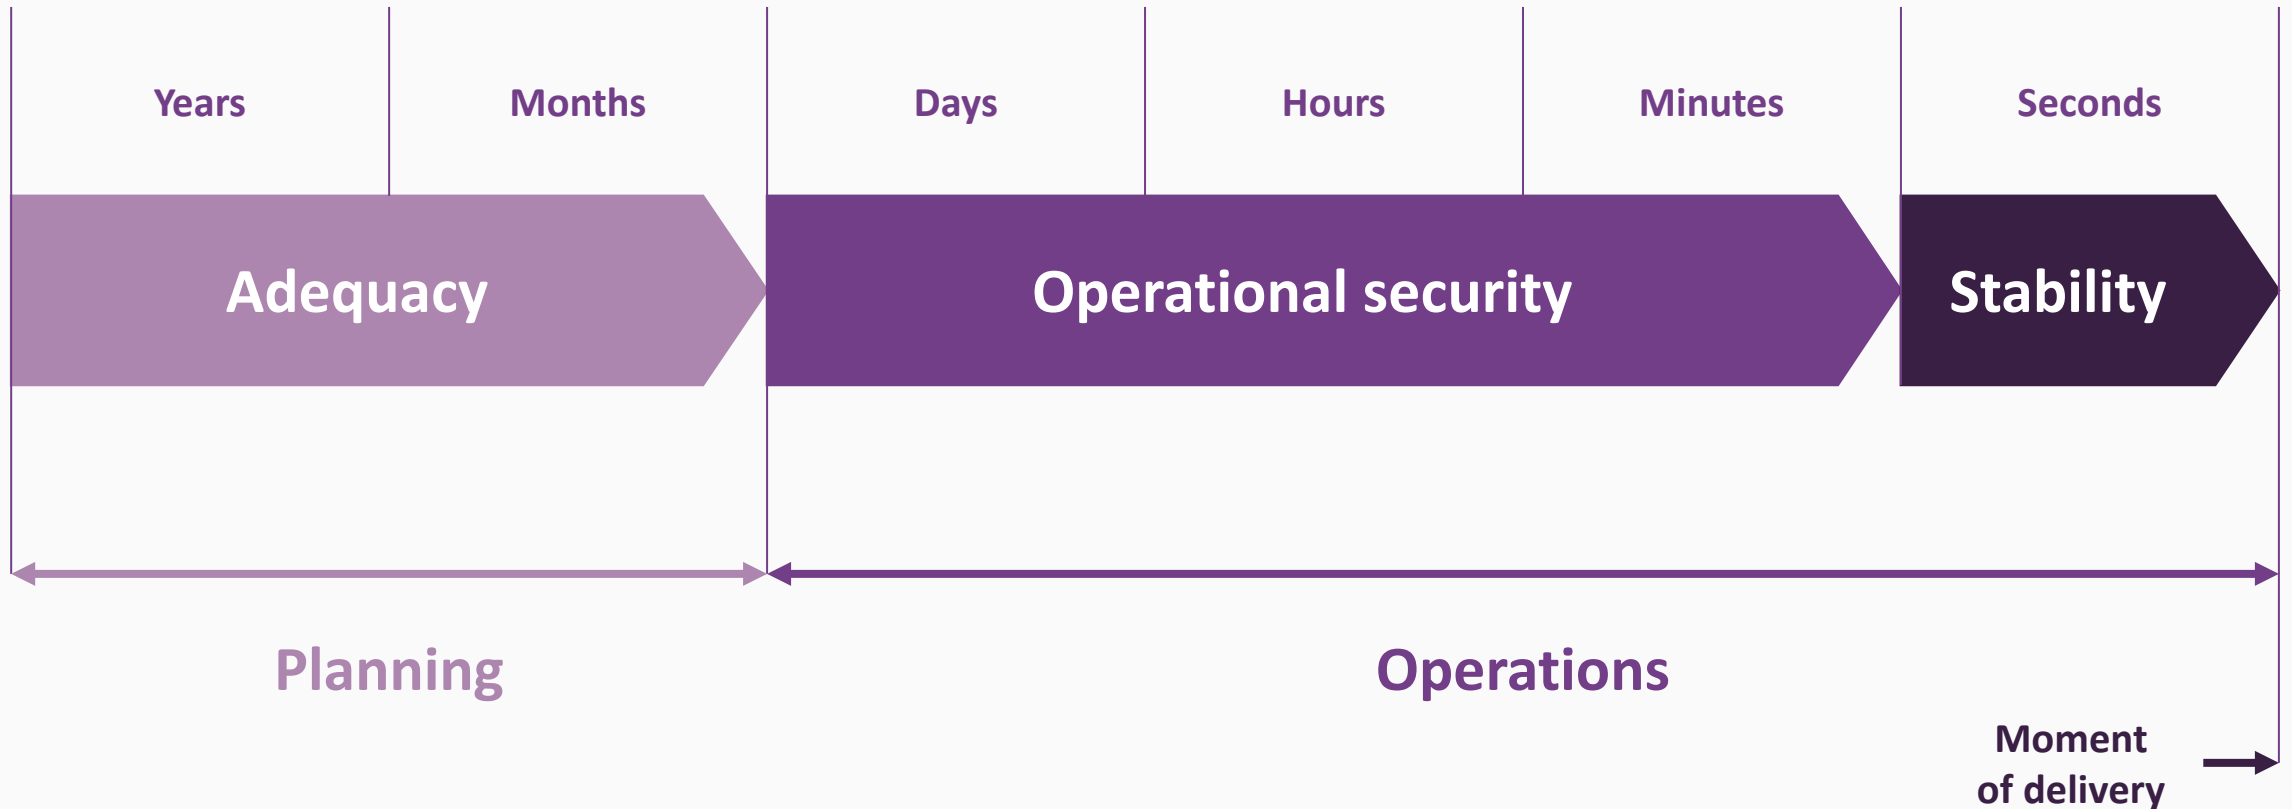 Years
Months
Days
Hours
Minutes
Seconds
Adequacy
Operational security
Stability
Planning
Operations
Moment
of delivery